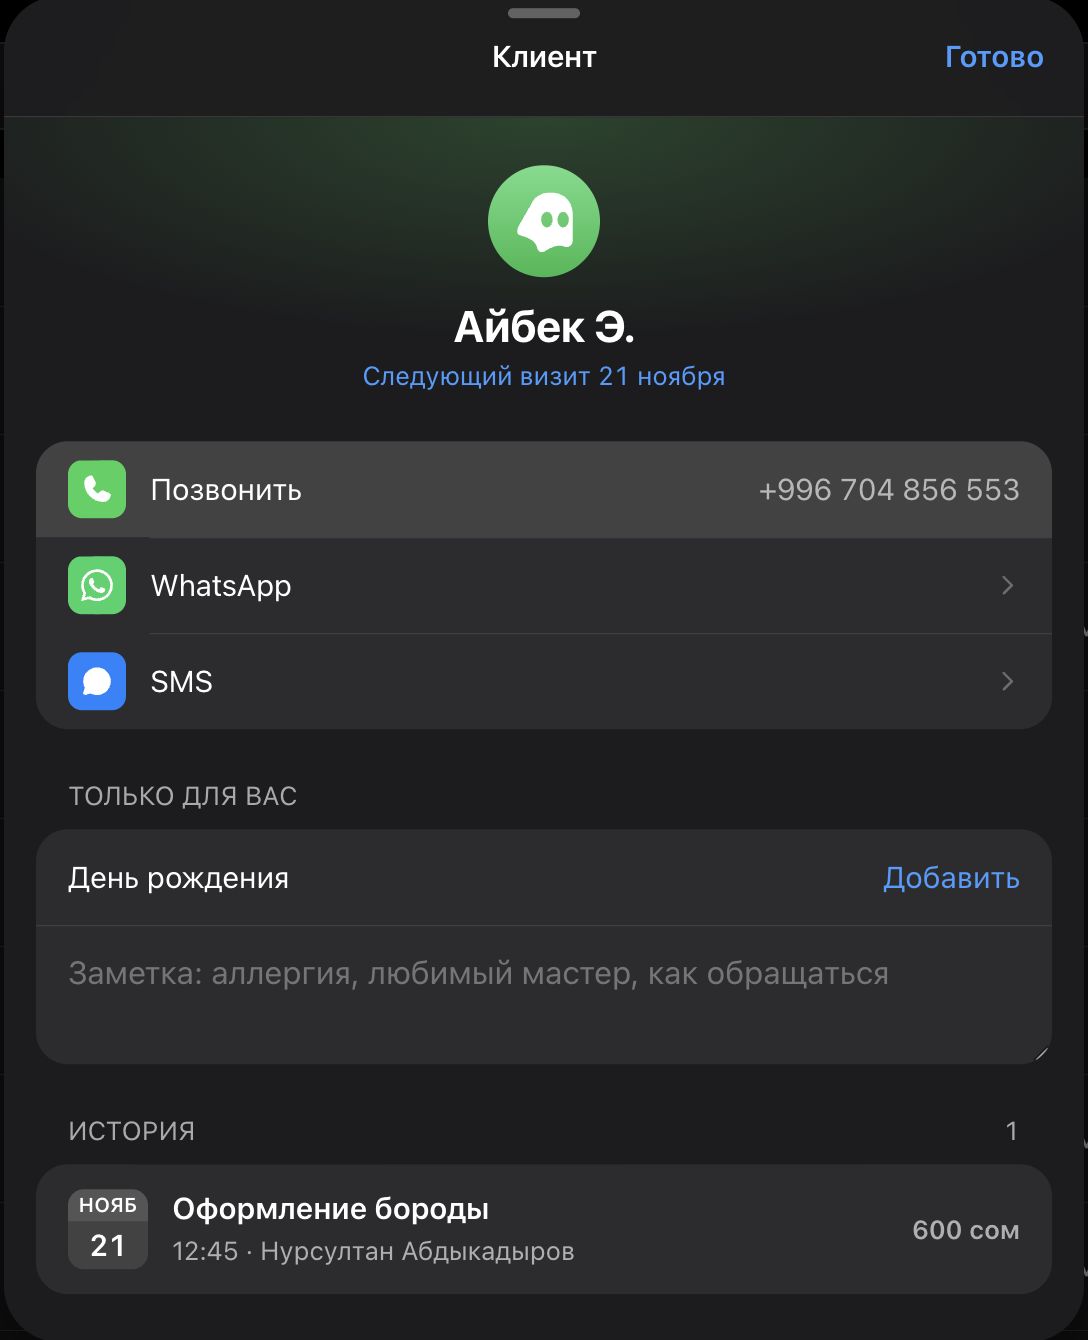 Клиент
Готово
Айбек Э.
Следующий визит 21 ноября
Позвонить +996 704 856 553
WhatsApp
SMS
ТОЛЬКО ДЛЯ ВАС
День рождения Добавить
Заметка: аллергия, любимый мастер, как обращаться
ИСТОРИЯ 1
НОЯБ
21
Оформление бороды
12:45 · Нурсултан Абдыкадыров
600 сом